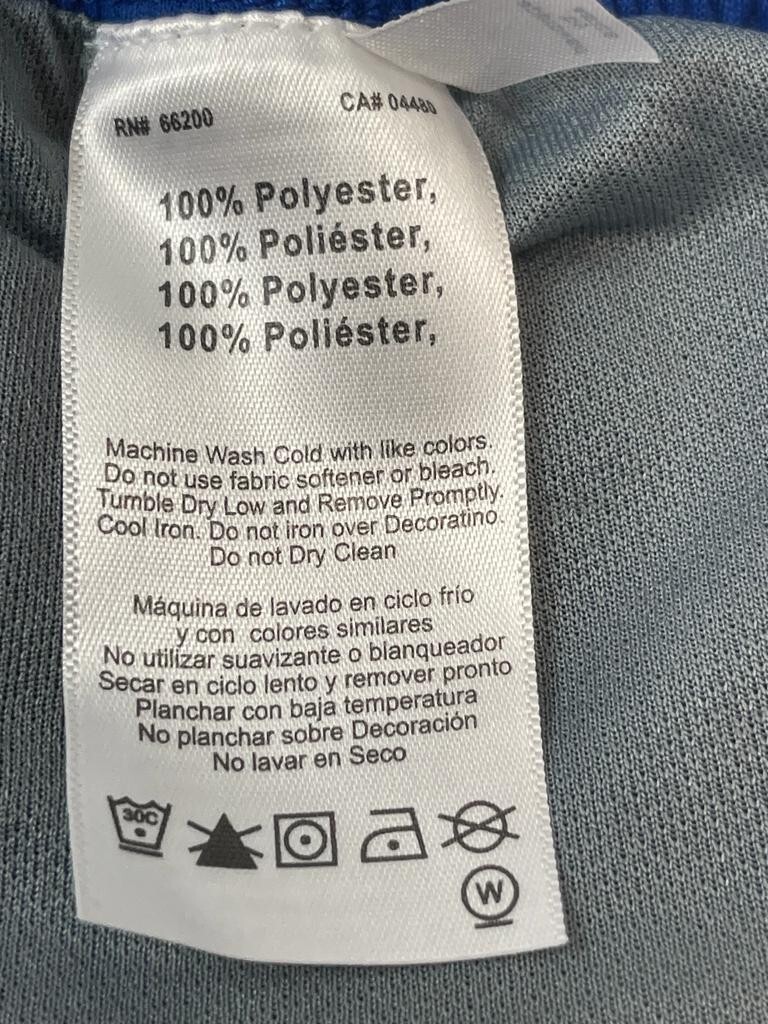 RN# 66200
CA# 04480
100% Polyester,
100% Poliéster,
100% Polyester,
100% Poliéster,
Machine Wash Cold with like colors.
Do not use fabric softener or bleach.
Tumble Dry Low and Remove Promptly.
Cool Iron. Do not iron over Decoratino
Do not Dry Clean
Máquina de lavado en ciclo frío
y con colores similares
No utilizar suavizante o blanqueador
Secar en ciclo lento y remover pronto
Planchar con baja temperatura
No planchar sobre Decoración
No lavar en Seco
30C
W